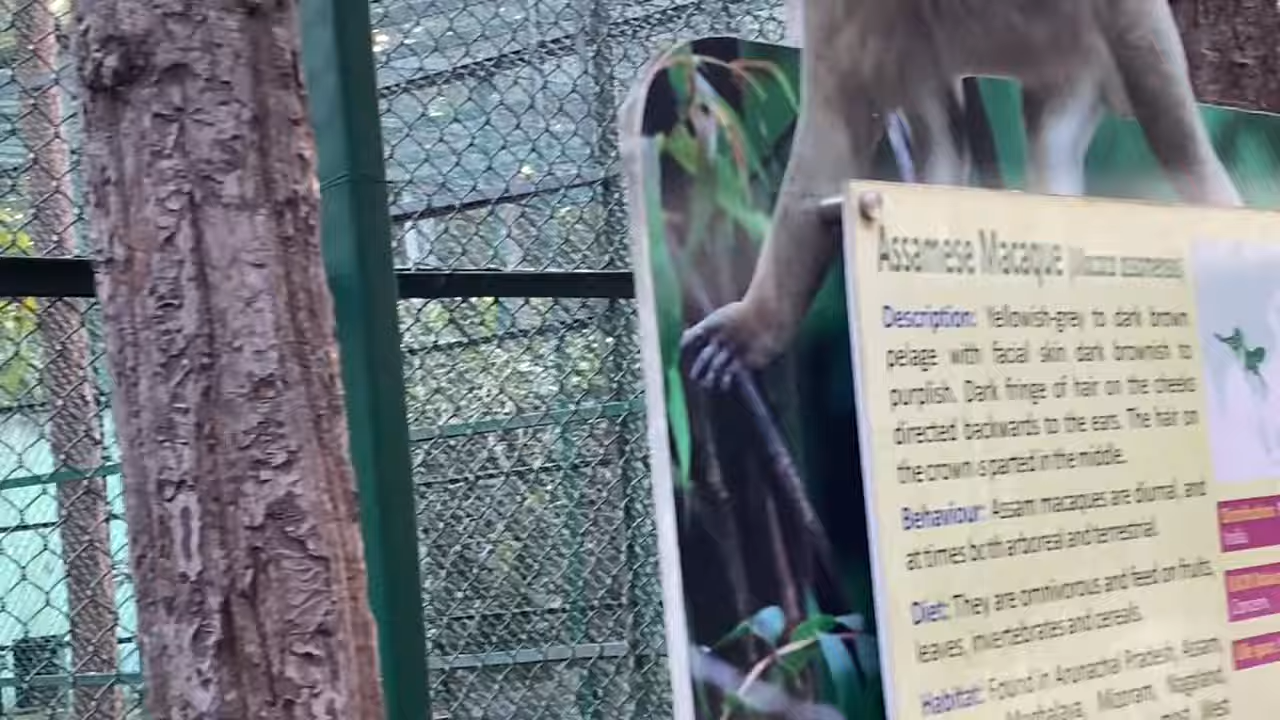 Assamese Macaque (Macaca assamensis)
Description: Yellowish-grey to dark brown
pelage with facial skin dark brownish to
purplish. Dark fringe of hair on the cheeks
directed backwards to the ears. The hair on
the crown is parted in the middle.
Behaviour: Assam macaques are diurnal, and
at times both arboreal and terrestrial.
Diet: They are omnivorous and feed on fruits,
leaves, invertebrates and cereals.
Habitat: Found in Arunachal Pradesh, Assam,
Meghalaya, Mizoram, Nagaland,
West
India